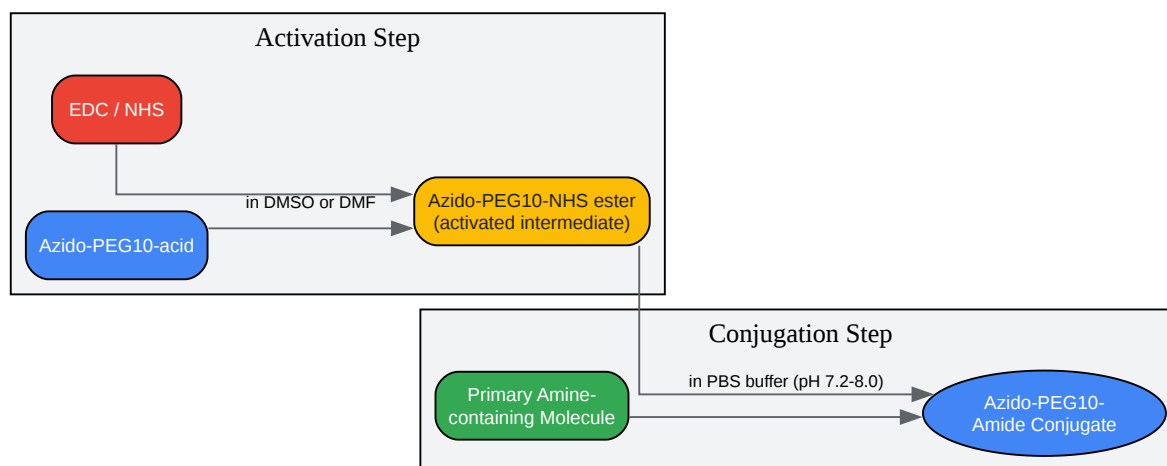 Activation Step
EDC / NHS
in DMSO or DMF
Azido-PEG10-NHS ester
(activated intermediate)
Azido-PEG10-acid
Conjugation Step
in PBS buffer (pH 7.2-8.0)
Primary Amine-
containing Molecule
Azido-PEG10-
Amide Conjugate